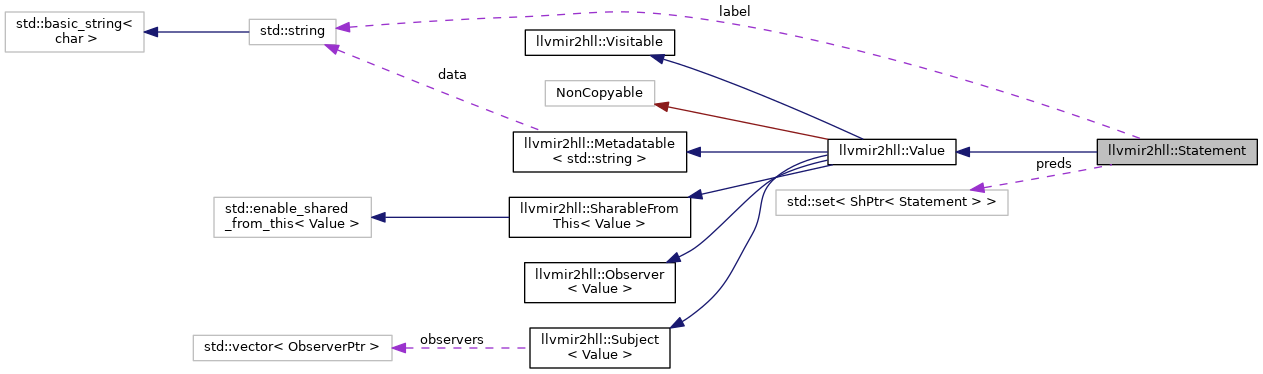 label
std::basic_string<
char >
std::string
llvmir2hll::Visitable
data
NonCopyable
llvmir2hll::Metadatable
< std::string >
llvmir2hll::Value
llvmir2hll::Statement
preds
std::set< ShPtr< Statement > >
std::enable_shared
_from_this< Value >
llvmir2hll::SharableFrom
This< Value >
llvmir2hll::Observer
< Value >
std::vector< ObserverPtr >
observers
llvmir2hll::Subject
< Value >